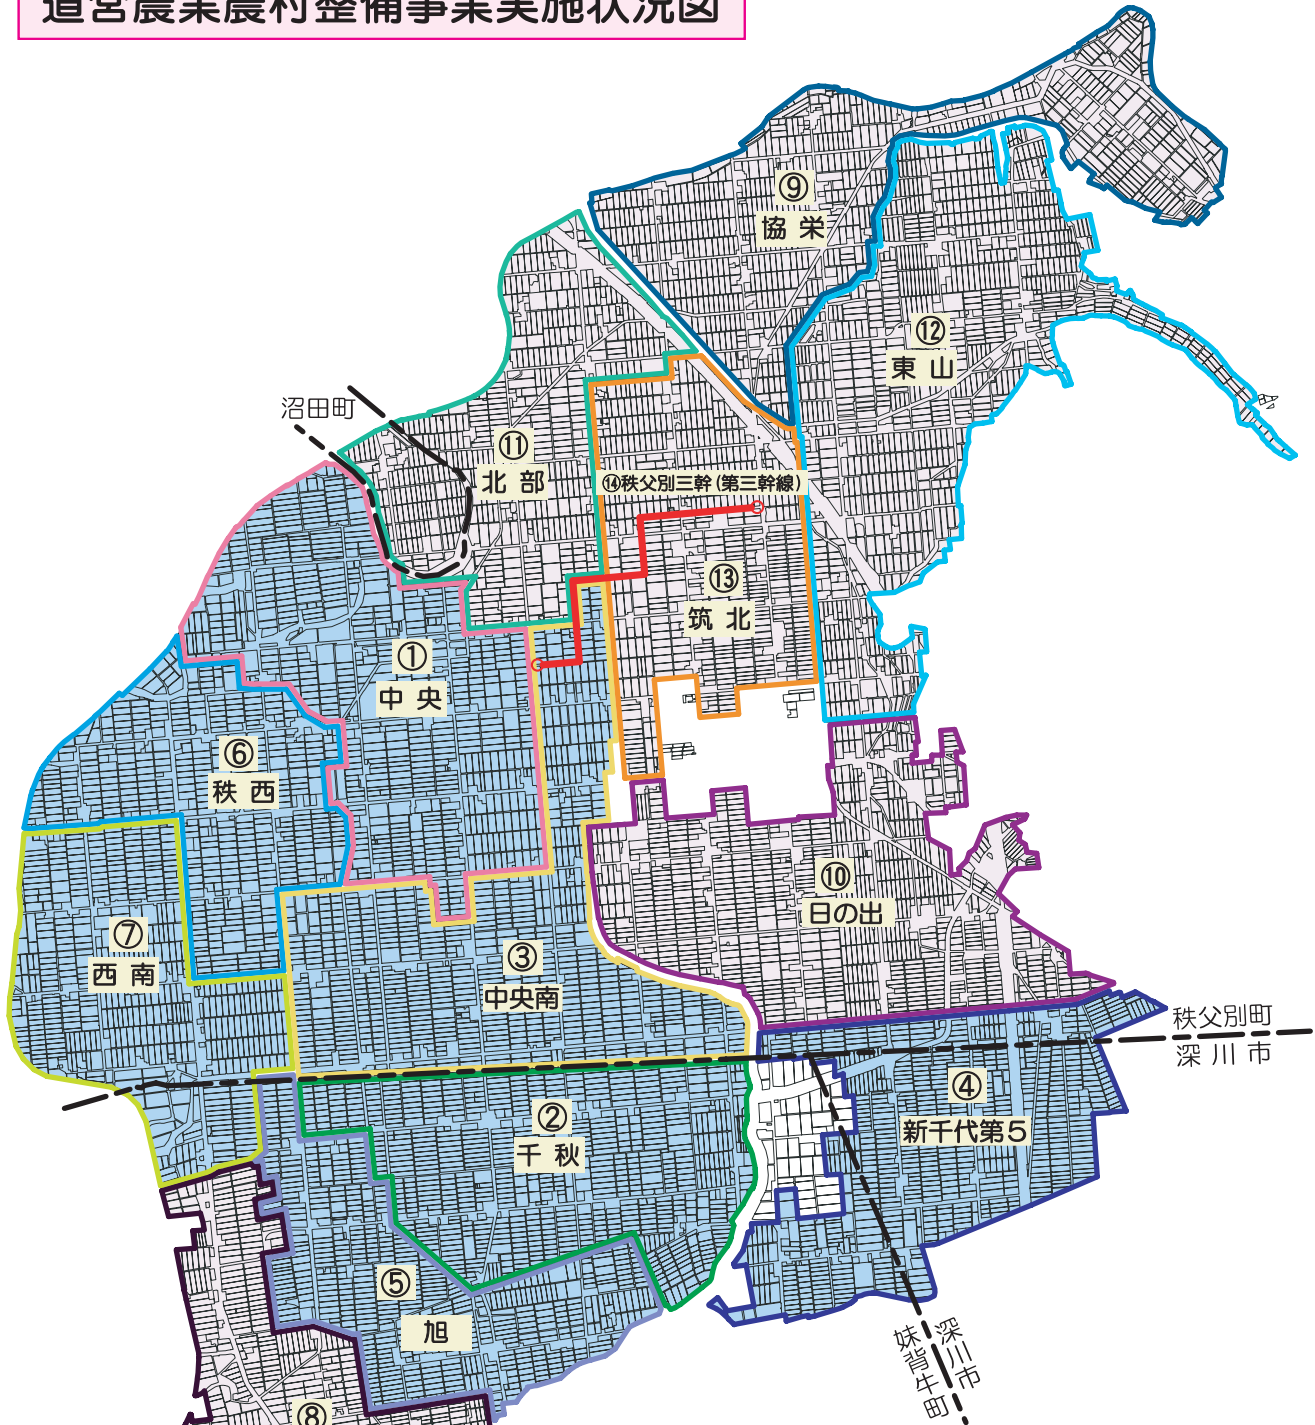 道営農業農村整備事業実施状況図
⑨
協栄
⑫
東山
沼田町
⑪
北部
⑭秩父別三幹(第三幹線)
⑬
筑北
①
中央
⑥
秩西
⑩
日の出
⑦
西南
③
中央南
秩父別町
深川市
④
新千代第5
②
千秋
⑤
旭
深川市
妹背牛町
⑧